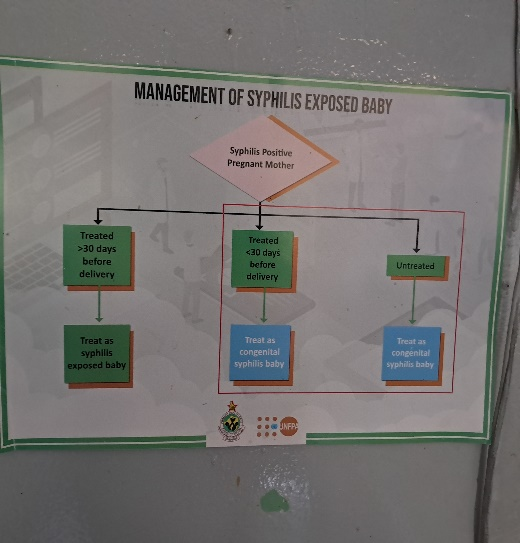 MANAGEMENT OF SYPHILIS EXPOSED BABY
Syphilis Positive
Pregnant Mother
Treated
>30 days
before
delivery
Treated
<30 days
before
delivery
Untreated
Treat as
syphilis
exposed baby
Treat as
congenital
syphilis baby
Treat as
congenital
syphilis baby
UNFPA